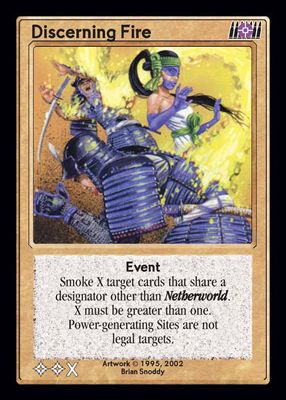 Discerning Fire
Event
Smoke X target cards that share a
designator other than Netherworld.
X must be greater than one.
Power-generating Sites are not
legal targets.
X
Artwork © 1995, 2002
Brian Snoddy